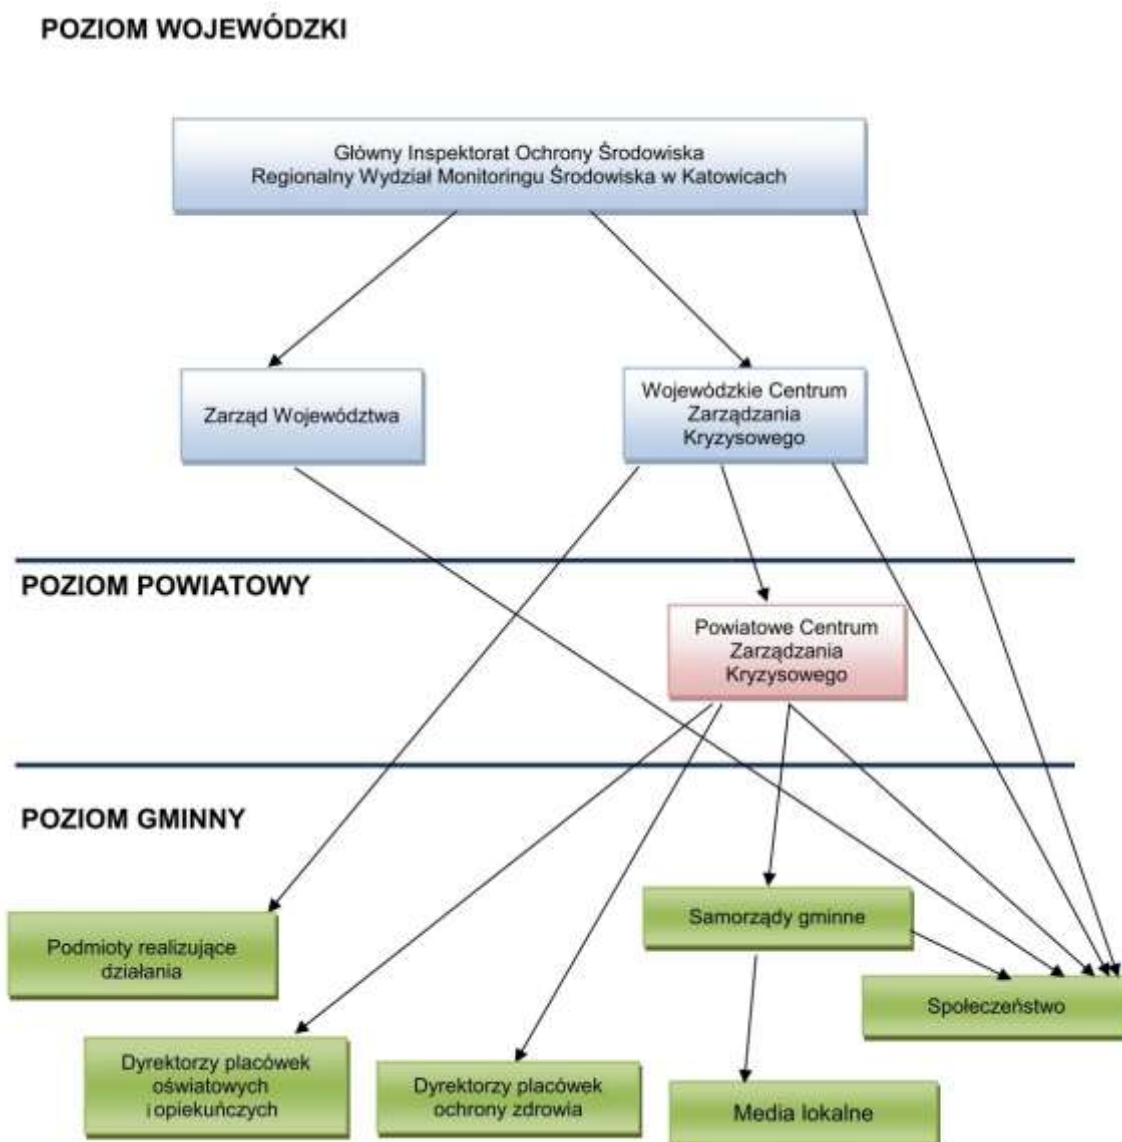 POZIOM WOJEWÓDZKI
Główny Inspektorat Ochrony Środowiska
Regionalny Wydział Monitoringu Środowiska w Katowicach
Zarząd Województwa
Wojewódzkie Centrum
Zarządzania
Kryzysowego
POZIOM POWIATOWY
Powiatowe Centrum
Zarządzania
Kryzysowego
POZIOM GMINNY
Podmioty realizujące
działania
Samorządy gminne
Społeczeństwo
Dyrektorzy placówek
oświatowych
i opiekuńczych
Dyrektorzy placówek
ochrony zdrowia
Media lokalne